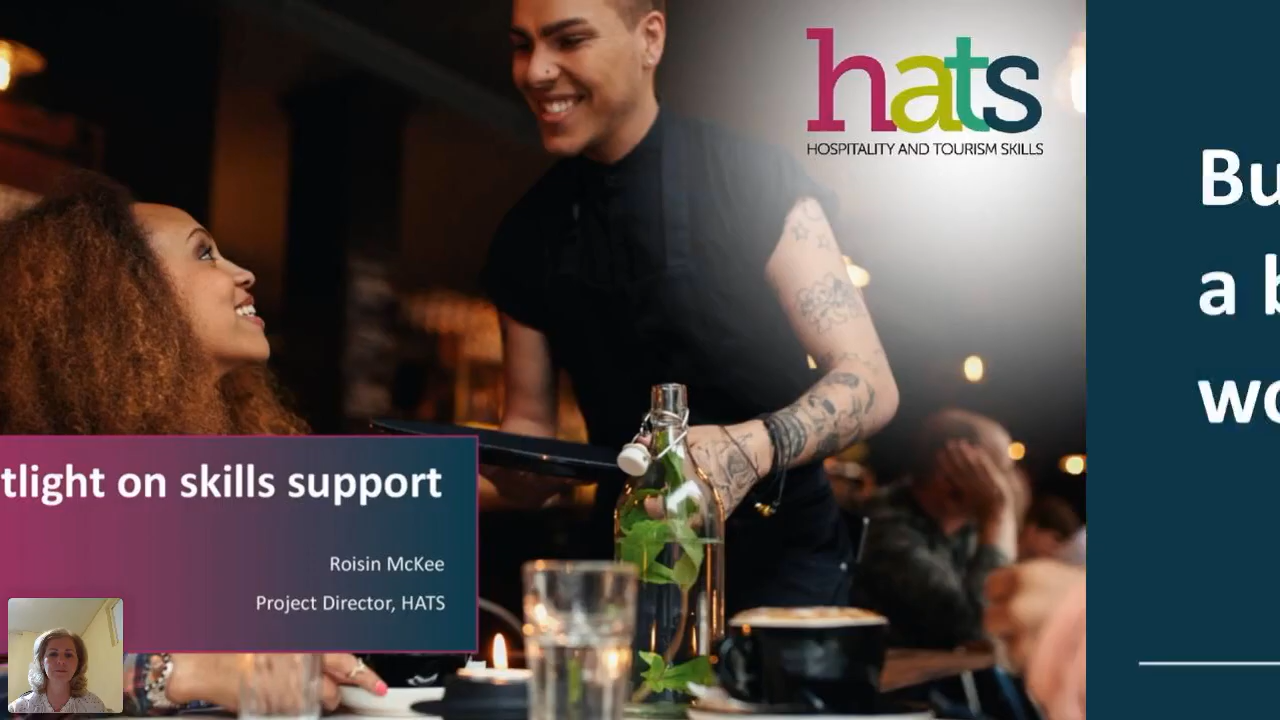 hats
HOSPITALITY AND TOURISM SKILLS
tlight on skills support
Roisin McKee
Project Director, HATS
Bu
a b
wo